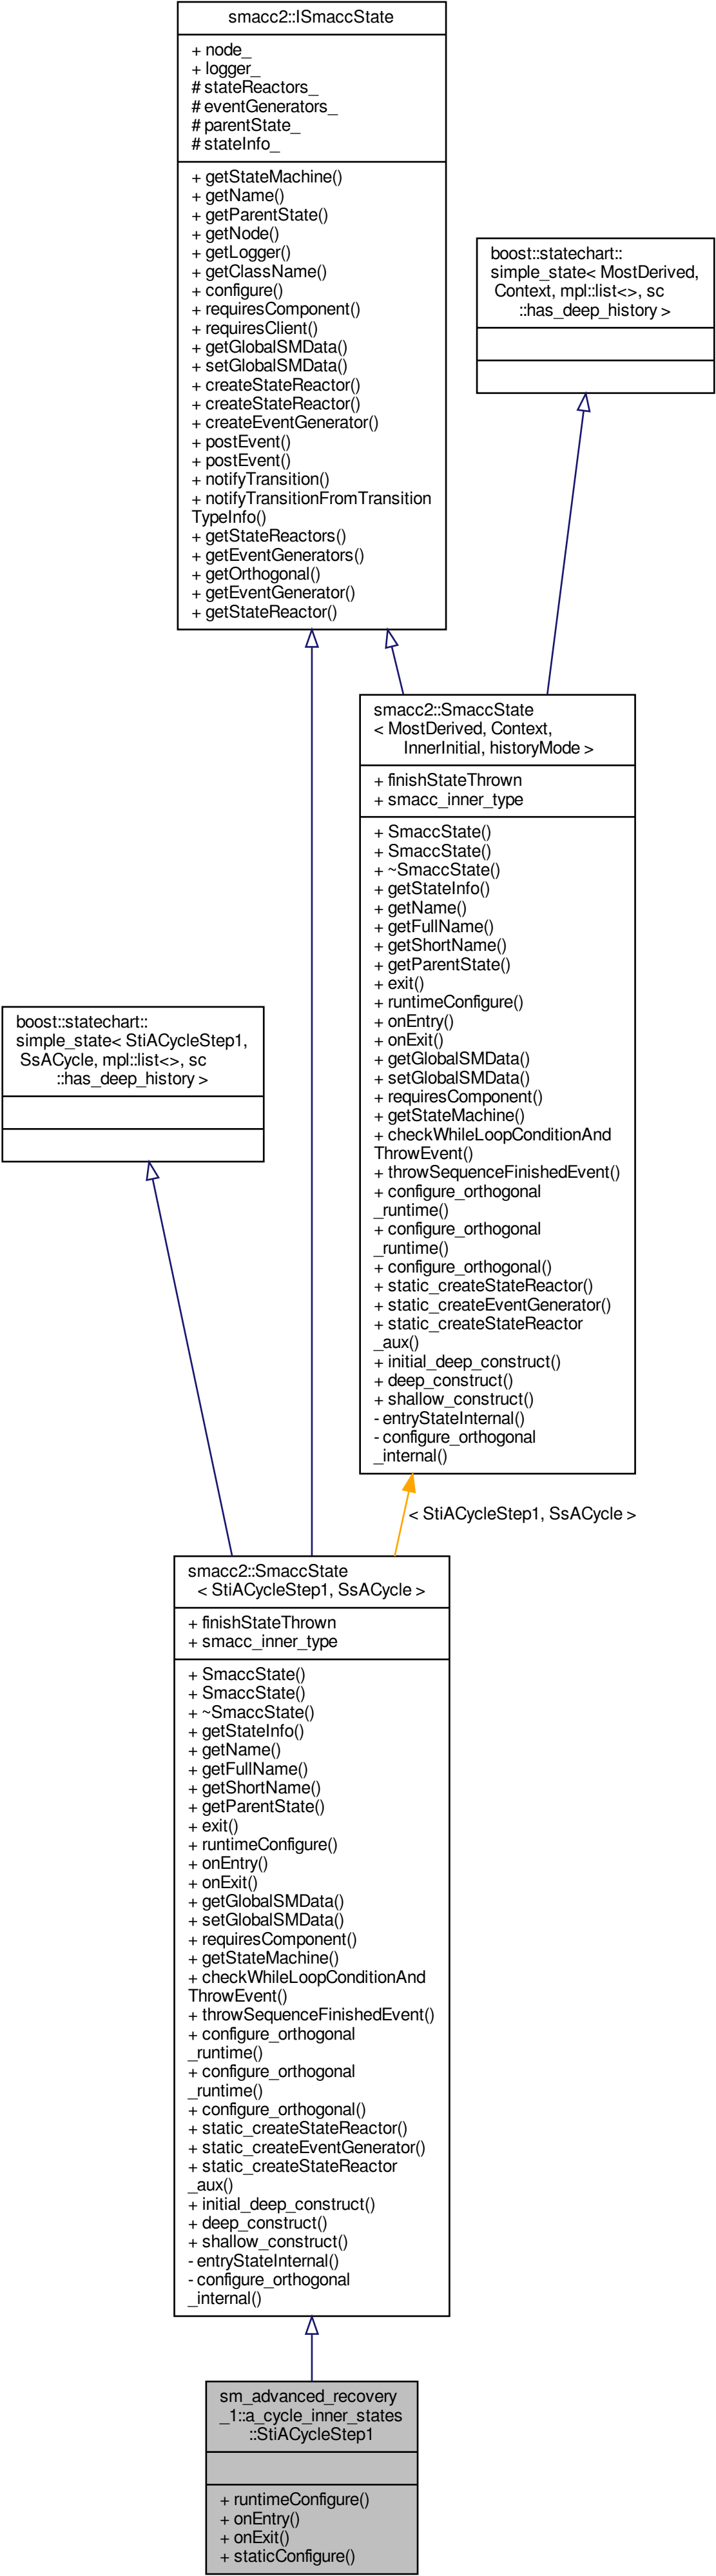 smacc2::ISmaccState
+ node_
+ logger_
# stateReactors_
# eventGenerators_
# parentState_
# stateInfo_
+ getStateMachine()
+ getName()
+ getParentState()
+ getNode()
+ getLogger()
+ getClassName()
+ configure()
+ requiresComponent()
+ requiresClient()
+ getGlobalSMData()
+ setGlobalSMData()
+ createStateReactor()
+ createStateReactor()
+ createEventGenerator()
+ postEvent()
+ postEvent()
+ notifyTransition()
+ notifyTransitionFromTransition
TypeInfo()
+ getStateReactors()
+ getEventGenerators()
+ getOrthogonal()
+ getEventGenerator()
+ getStateReactor()
boost::statechart::
simple_state< MostDerived,
Context, mpl::list<>, sc
::has_deep_history >
smacc2::SmaccState
< MostDerived, Context,
InnerInitial, historyMode >
+ finishStateThrown
+ smacc_inner_type
+ SmaccState()
+ SmaccState()
+ ~SmaccState()
+ getStateInfo()
+ getName()
+ getFullName()
+ getShortName()
+ getParentState()
+ exit()
+ runtimeConfigure()
+ onEntry()
+ onExit()
+ getGlobalSMData()
+ setGlobalSMData()
+ requiresComponent()
+ getStateMachine()
+ checkWhileLoopConditionAnd
ThrowEvent()
+ throwSequenceFinishedEvent()
+ configure_orthogonal
_runtime()
+ configure_orthogonal
_runtime()
+ configure_orthogonal()
+ static_createStateReactor()
+ static_createEventGenerator()
+ static_createStateReactor
_aux()
+ initial_deep_construct()
+ deep_construct()
+ shallow_construct()
- entryStateInternal()
- configure_orthogonal
_internal()
boost::statechart::
simple_state< StiACycleStep1,
SsACycle, mpl::list<>, sc
::has_deep_history >
< StiACycleStep1, SsACycle >
smacc2::SmaccState
< StiACycleStep1, SsACycle >
+ finishStateThrown
+ smacc_inner_type
+ SmaccState()
+ SmaccState()
+ ~SmaccState()
+ getStateInfo()
+ getName()
+ getFullName()
+ getShortName()
+ getParentState()
+ exit()
+ runtimeConfigure()
+ onEntry()
+ onExit()
+ getGlobalSMData()
+ setGlobalSMData()
+ requiresComponent()
+ getStateMachine()
+ checkWhileLoopConditionAnd
ThrowEvent()
+ throwSequenceFinishedEvent()
+ configure_orthogonal
_runtime()
+ configure_orthogonal
_runtime()
+ configure_orthogonal()
+ static_createStateReactor()
+ static_createEventGenerator()
+ static_createStateReactor
_aux()
+ initial_deep_construct()
+ deep_construct()
+ shallow_construct()
- entryStateInternal()
- configure_orthogonal
_internal()
sm_advanced_recovery
_1::a_cycle_inner_states
::StiACycleStep1
+ runtimeConfigure()
+ onEntry()
+ onExit()
+ staticConfigure()